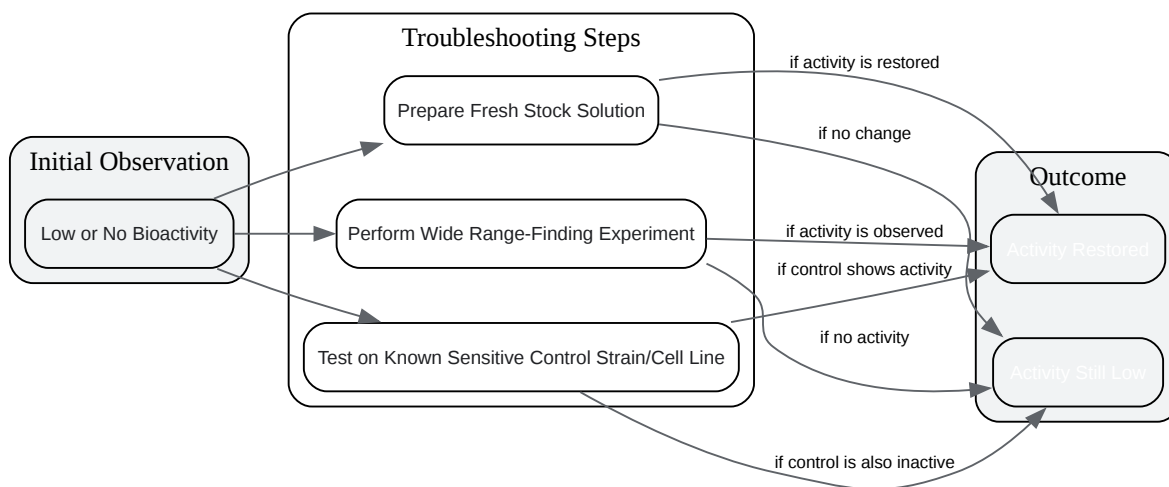 Troubleshooting Steps
if activity is restored
Prepare Fresh Stock Solution
if no change
Initial Observation
Outcome
Low or No Bioactivity
Perform Wide Range-Finding Experiment
if activity is observed
Activity Restored
if control shows activity
if no activity
Test on Known Sensitive Control Strain/Cell Line
Activity Still Low
if control is also inactive